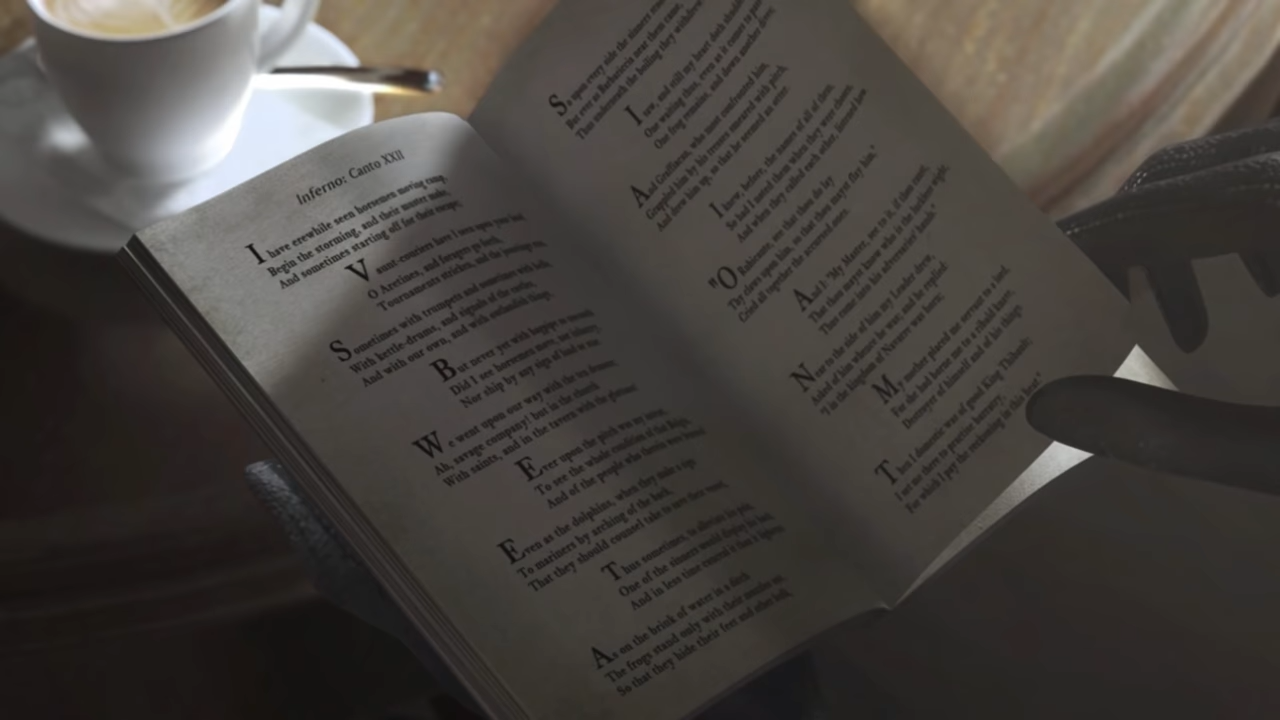 Inferno: Canto XXII
I have erewhile seen horsemen moving camp,
Begin the storming, and their muster make,
And sometimes starting off for their escape;
Vaunt-couriers have I seen upon your land,
O Aretines, and foragers go forth,
Tournaments stricken, and the joustings run,
Sometimes with trumpets and sometimes with bells,
With kettle-drums, and signals of the castles,
And with our own, and with outlandish things,
But never yet with bagpipe so uncouth
Did I see horsemen move, nor infantry,
Nor ship by any sign of land or star.
We went upon our way with the ten demons;
Ah, savage company! but in the church
With saints, and in the tavern with the gluttons!
Ever upon the pitch was my intent,
To see the whole condition of that Bolgia,
And of the people who therein were burned.
Even as the dolphins, when they make a sign
To mariners by arching of the back,
That they should counsel take to save their vessel,
Thus sometimes, to alleviate his pain,
One of the sinners would display his back,
And in less time conceal it than it lightens.
As on the brink of water in a ditch
The frogs stand only with their muzzles out,
So that they hide their feet and other bulk,
So upon every side the sinners stood;
But ever as Barbariccia near them came,
Thus underneath the boiling they withdrew.
I saw, and still my heart doth shudder
One waiting thus, even as it comes to pass
One frog remains, and down another dives;
And Graffiacan, who most confronted him,
Grappled him by his tresses smeared with pitch,
And drew him up, so that he seemed an otter.
I knew, before, the names of all of them,
So had I noted them when they were chosen,
And when they called each other, listened how.
"O Rubicante, see that thou do lay
Thy claws upon him, so that thou mayst flay him,"
Cried all together the accursed ones.
And I: "My Master, see to it, if thou canst,
That thou mayst know who is the luckless wight,
Thus come into his adversaries' hands."
Near to the side of him my Leader drew,
Asked of him whence he was; and he replied:
"I in the kingdom of Navarre was born;
My mother placed me servant to a lord,
For she had borne me to a ribald knave,
Destroyer of himself and of his things.
Then I domestic was of good King Thibault;
I set me there to practise barratry,
For which I pay the reckoning in this heat."